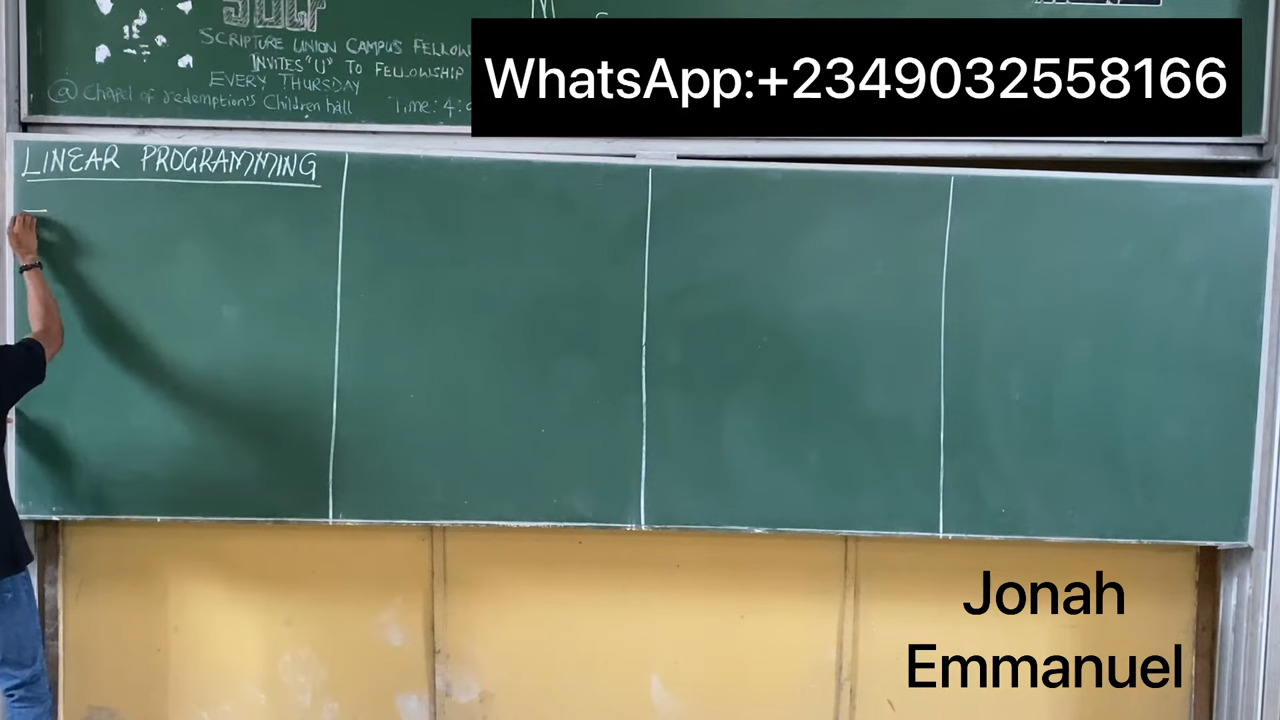 SCRIPTURE UNION CAMPUS
INVITES "U" TO FELLOWSHIP
EVERY THURSDAY
@ Chapel of redemption's Children hall Time: 4:
WhatsApp:+2349032558166
LINEAR PROGRAMMING
Jonah
Emmanuel